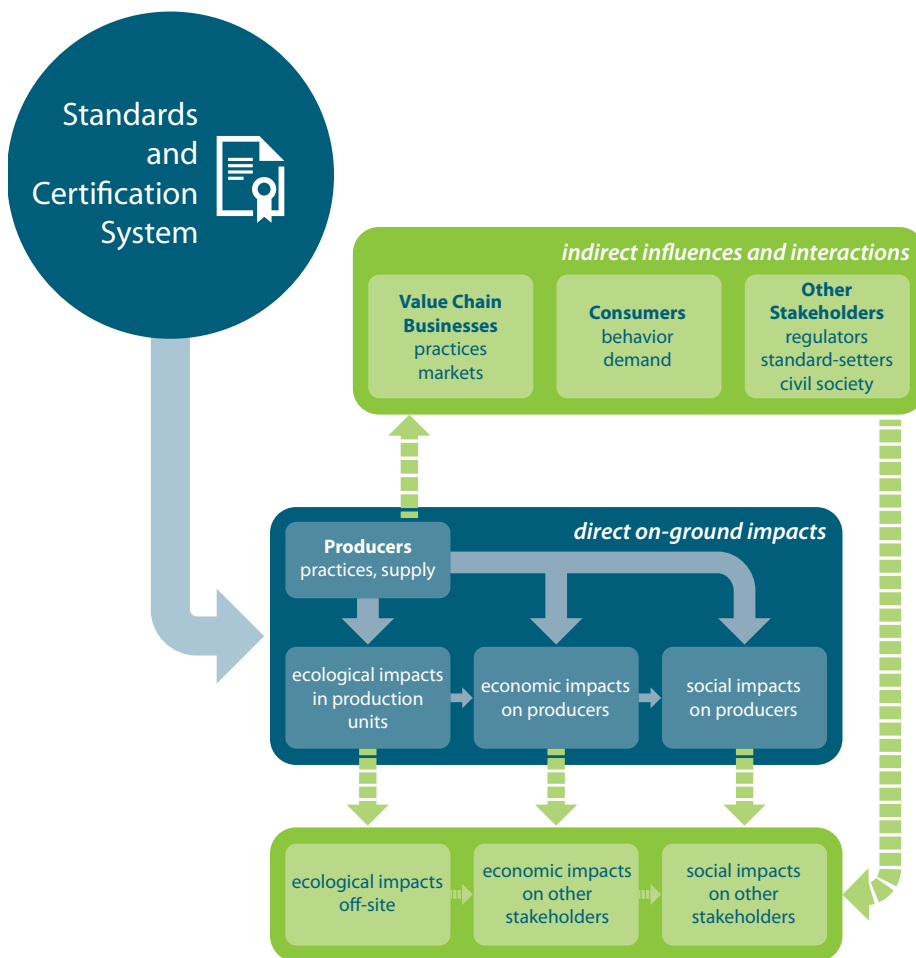 Standards
and
Certification
System
indirect influences and interactions
Value Chain
Businesses
practices
markets
Consumers
behavior
demand
Other
Stakeholders
regulators
standard-setters
civil society
direct on-ground impacts
Producers
practices, supply
ecological impacts
in production
units
economic impacts
on producers
social impacts
on producers
ecological impacts
off-site
economic impacts
on other
stakeholders
social impacts
on other
stakeholders